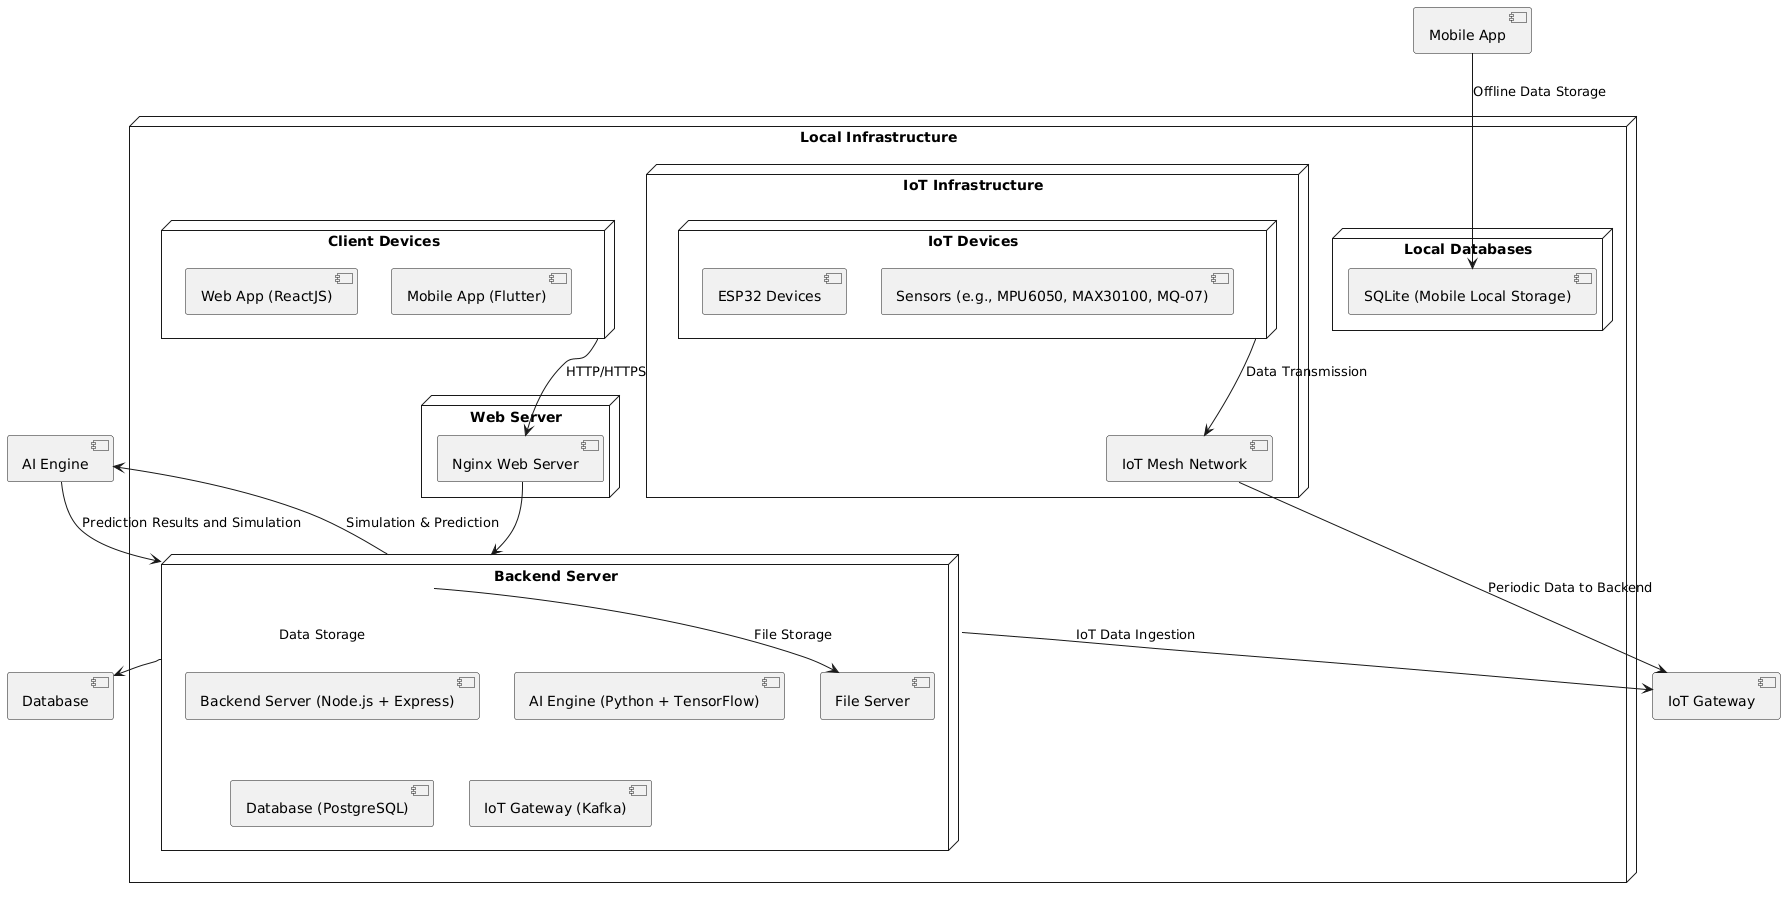 Mobile App
Offline Data Storage
Local Infrastructure
IoT Infrastructure
Client Devices
IoT Devices
Local Databases
Web App (ReactJS)
Mobile App (Flutter)
ESP32 Devices
Sensors (e.g., MPU6050, MAX30100, MQ-07)
SQLite (Mobile Local Storage)
HTTP/HTTPS
Data Transmission
Web Server
AI Engine
Nginx Web Server
IoT Mesh Network
Prediction Results and Simulation
Simulation & Prediction
Backend Server
Periodic Data to Backend
Data Storage
File Storage
IoT Data Ingestion
Database
Backend Server (Node.js + Express)
AI Engine (Python + TensorFlow)
File Server
IoT Gateway
Database (PostgreSQL)
IoT Gateway (Kafka)